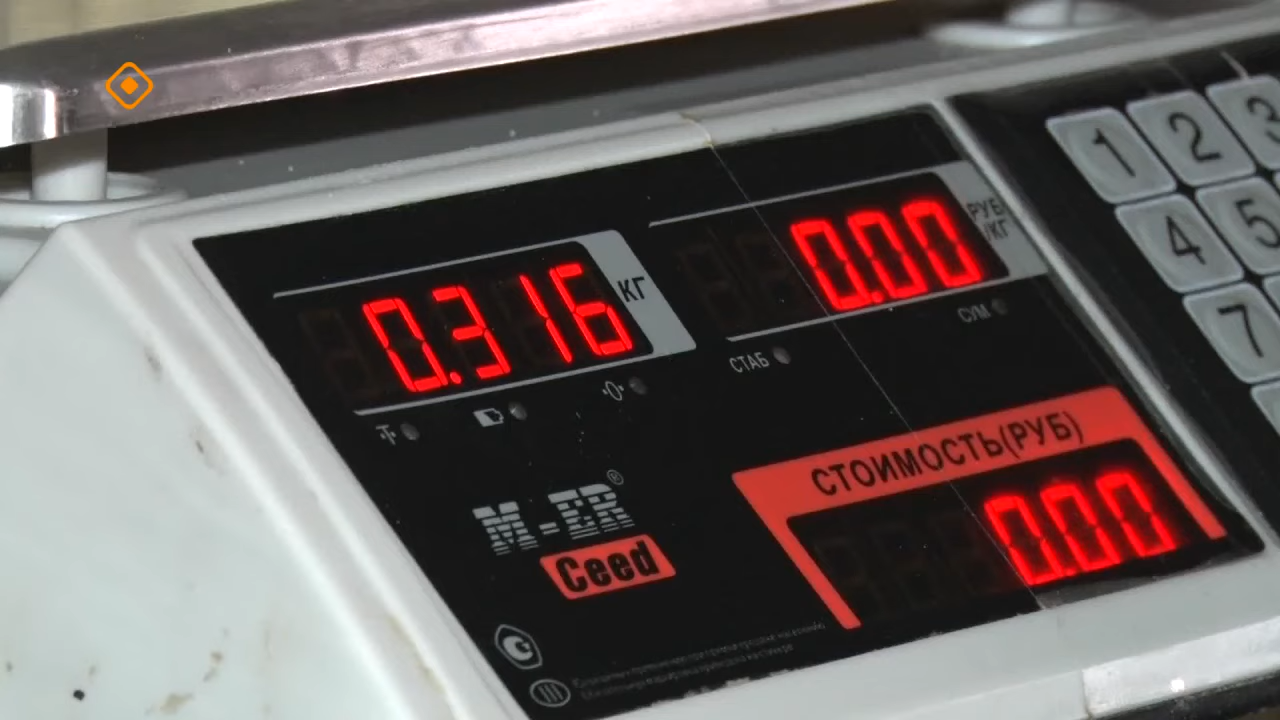 0.316 КГ
0.00 РУБ/КГ
СТАБ
СУМ
→T←
→0←
СТОИМОСТЬ(РУБ)
0.00
M-ER®
Ceed
1 2 3
4 5
7